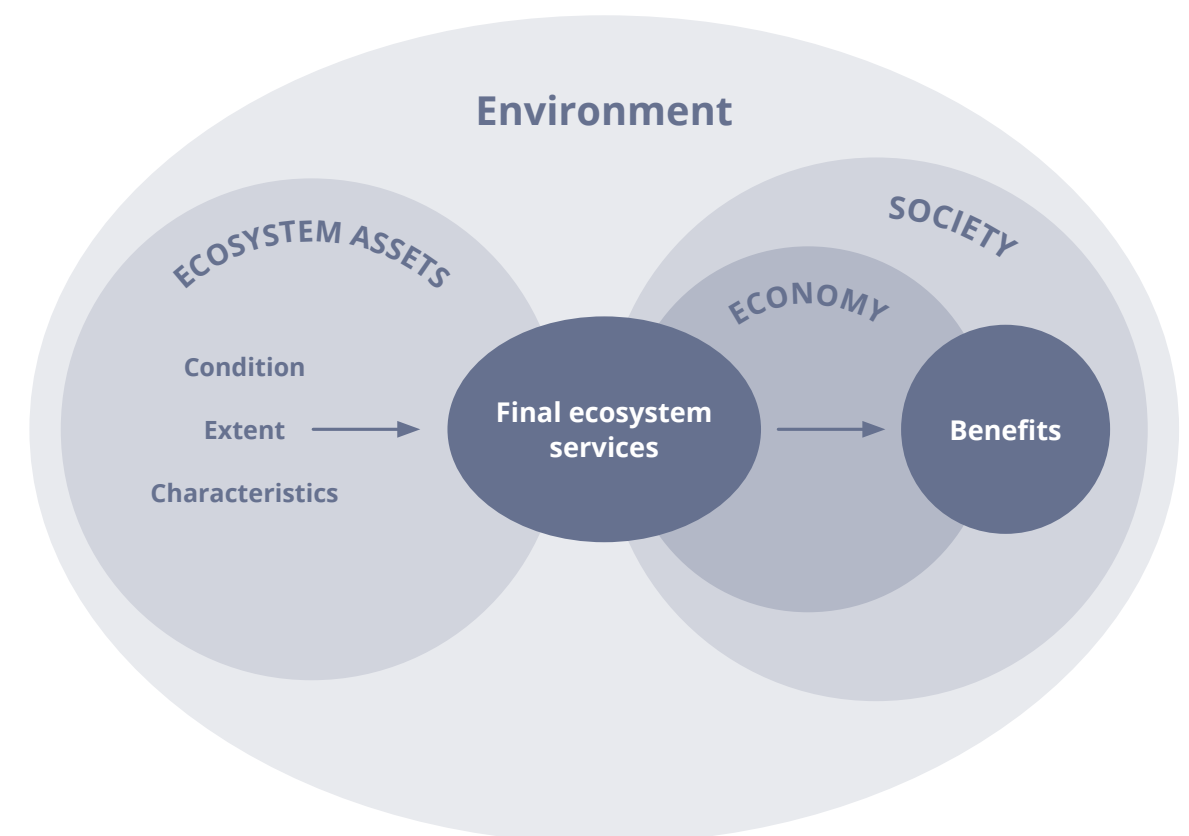 Environment
ECOSYSTEM ASSETS
SOCIETY
ECONOMY
Condition
Extent
Characteristics
Final ecosystem
services
Benefits